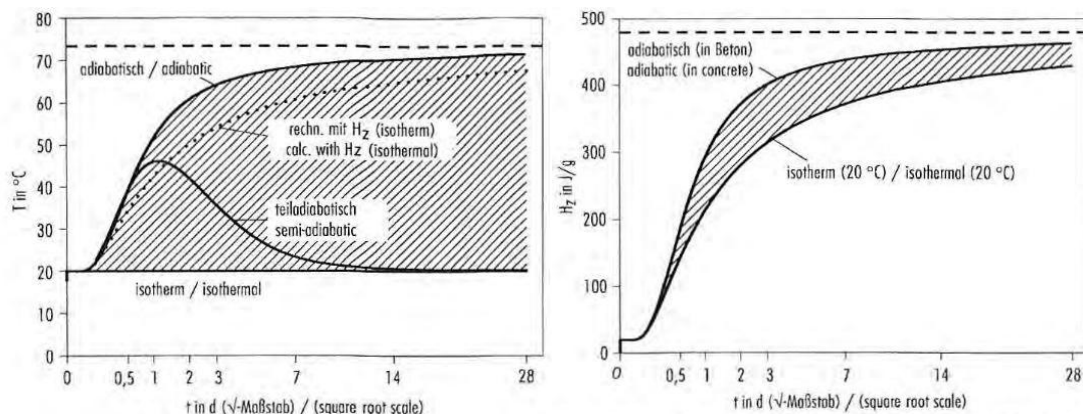 80
70
60
50
40
30
20
10
0
T in °C
adiabatisch / adiabatic
rechn. mit Hz (isotherm)
calc. with Hz (isothermal)
teiladiabatisch
semi-adiabatic
isotherm / isothermal
0 0,5 1 2 3 7 14 28
t in d (√-Maßstab) / (square root scale)
500
400
300
200
100
0
Hz in J/g
adiabatisch (in Beton)
adiabatic (in concrete)
isotherm (20 °C) / isothermal (20 °C)
0 0,5 1 2 3 7 14 28
t in d (√-Maßstab) / (square root scale)